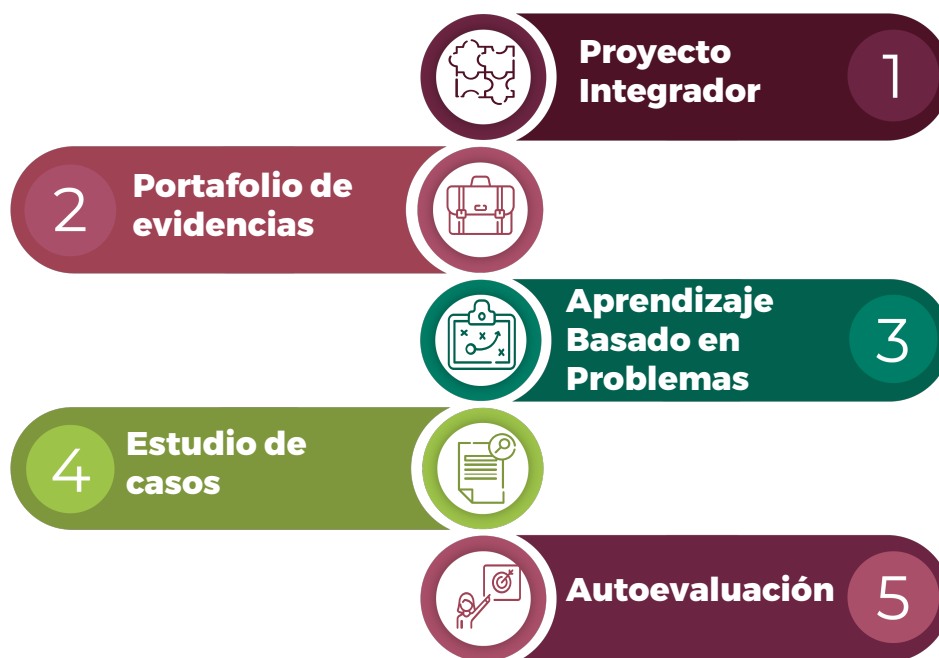 Proyecto
Integrador
1
2
Portafolio de
evidencias
Aprendizaje
Basado en
Problemas
3
4
Estudio de
casos
Autoevaluación
5